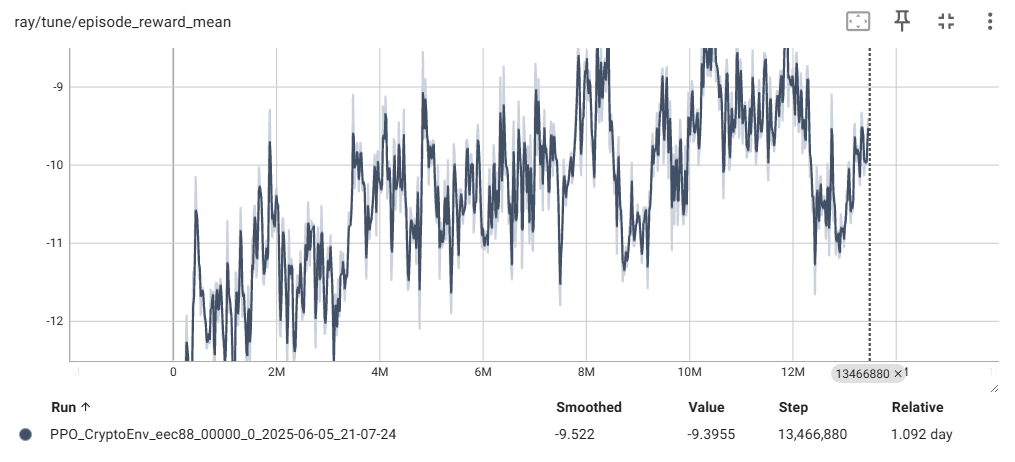 ray/tune/episode_reward_mean
-9
-10
-11
-12
0
2M
4M
6M
8M
10M
12M
13466880 ×
Run ↑ Smoothed Value Step Relative
PPO_CryptoEnv_eec88_00000_0_2025-06-05_21-07-24 -9.522 -9.3955 13,466,880 1.092 day